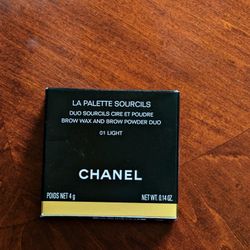 LA PALETTE SOURCILS
DUO SOURCILS CIRE ET POUDRE
BROW WAX AND BROW POWDER DUO
01 LIGHT
CHANEL
POIDS NET 4 g NET WT. 0.14 OZ.